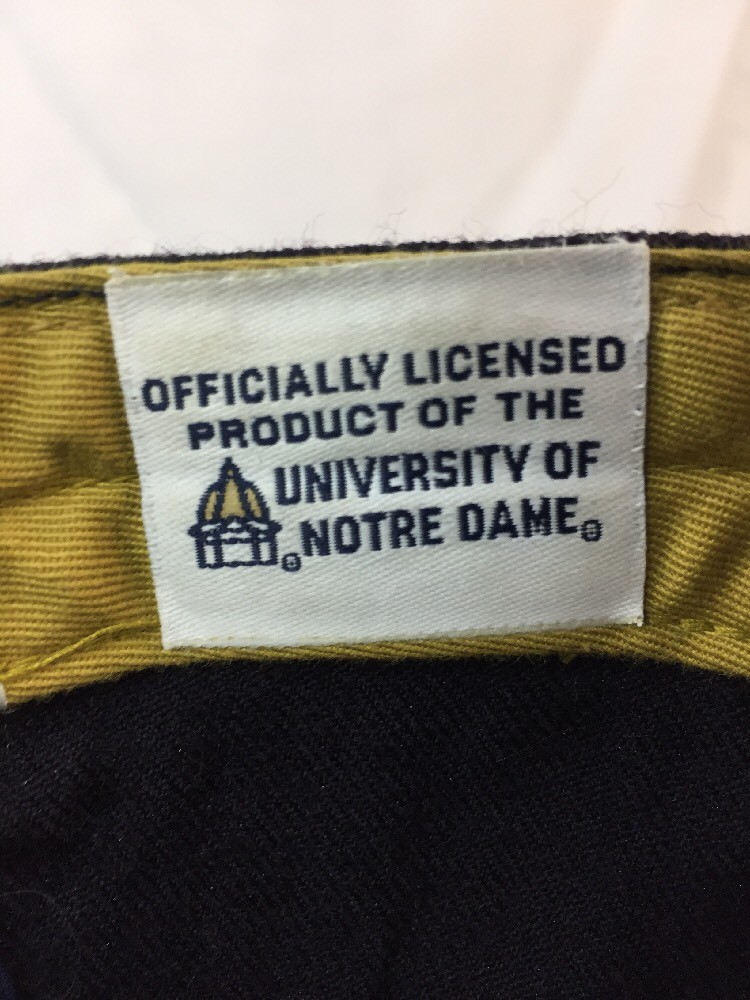 OFFICIALLY LICENSED
PRODUCT OF THE
UNIVERSITY OF
®NOTRE DAME®